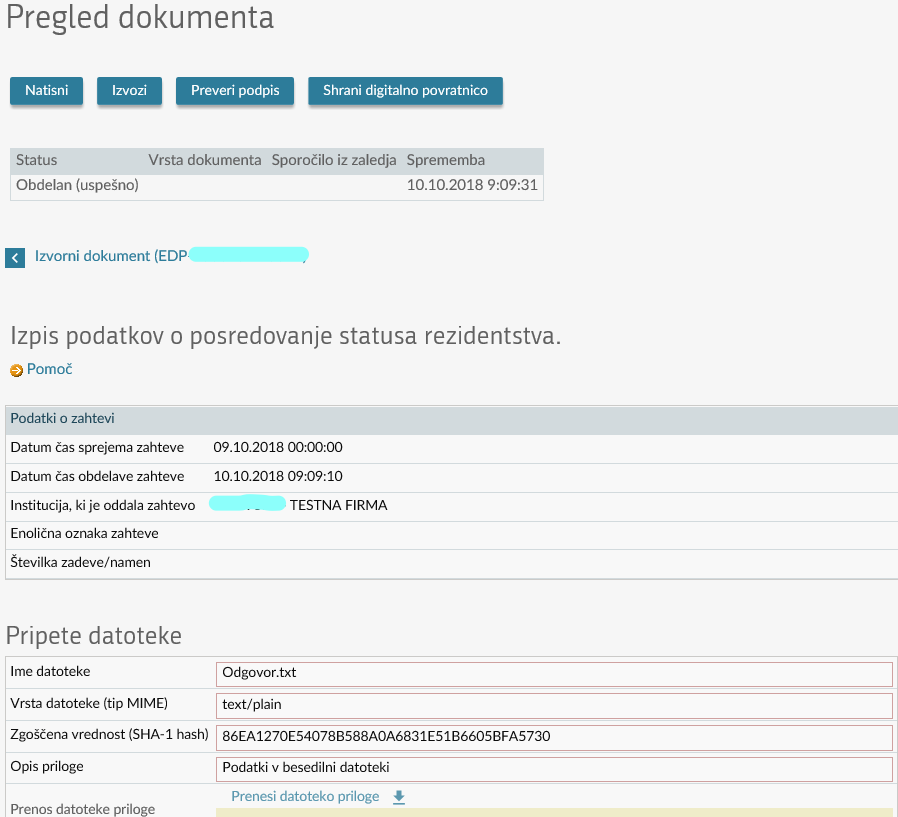 Pregled dokumenta
Natisni Izvozi Preveri podpis Shrani digitalno povratnico
Status Vrsta dokumenta Sporočilo iz zaledja Sprememba
Obdelan (uspešno) 10.10.2018 9:09:31
Izvorni dokument (EDP-
Izpis podatkov o posredovanje statusa rezidentstva.
Pomoč
Podatki o zahtevi
Datum čas sprejema zahteve 09.10.2018 00:00:00
Datum čas obdelave zahteve 10.10.2018 09:09:10
Institucija, ki je oddala zahtevo TESTNA FIRMA
Enolična oznaka zahteve
Številka zadeve/namen
Pripete datoteke
Ime datoteke Odgovor.txt
Vrsta datoteke (tip MIME) text/plain
Zgoščena vrednost (SHA-1 hash) 86EA1270E54078B588A0A6831E51B6605BFA5730
Opis priloge Podatki v besedilni datoteki
Prenesi datoteko priloge
Prenos datoteke priloge